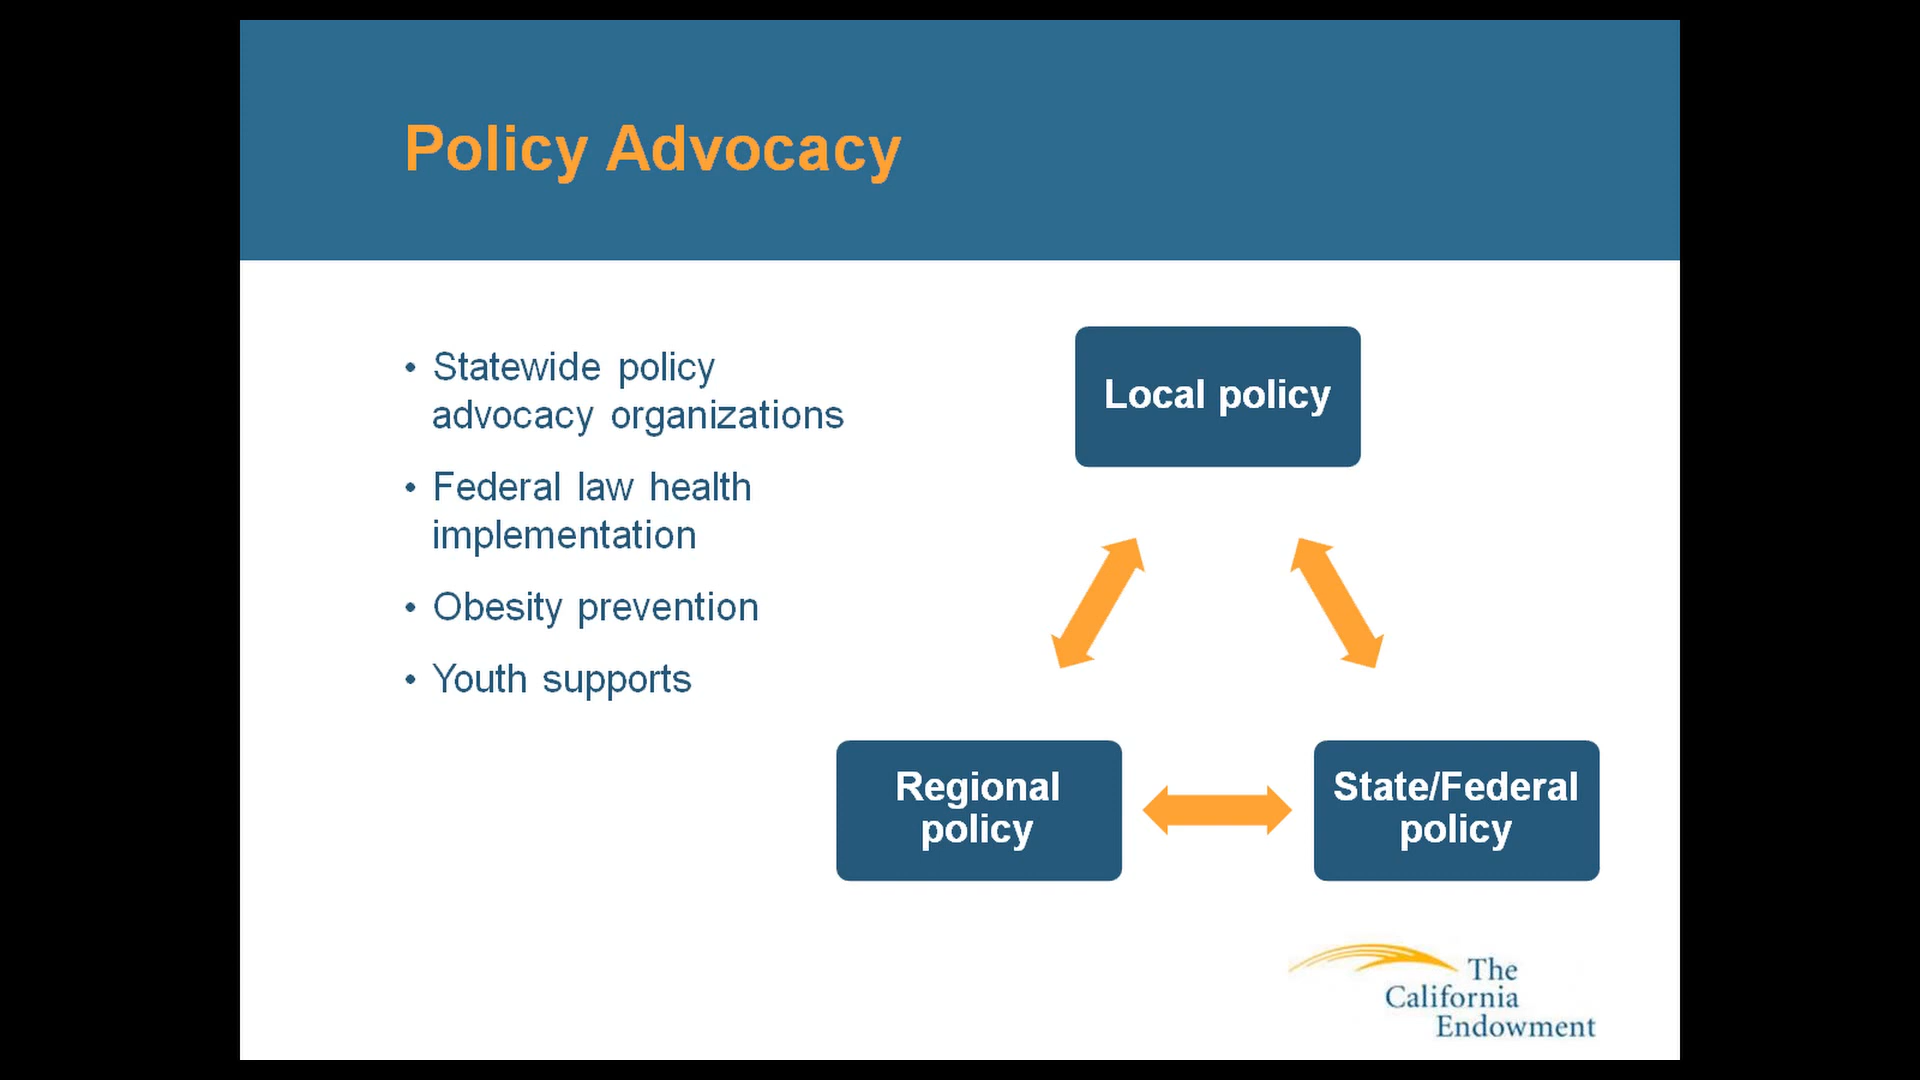 Policy Advocacy
• Statewide policy
advocacy organizations
• Federal law health
implementation
• Obesity prevention
• Youth supports
Local policy
Regional
policy
State/Federal
policy
The
California
Endowment